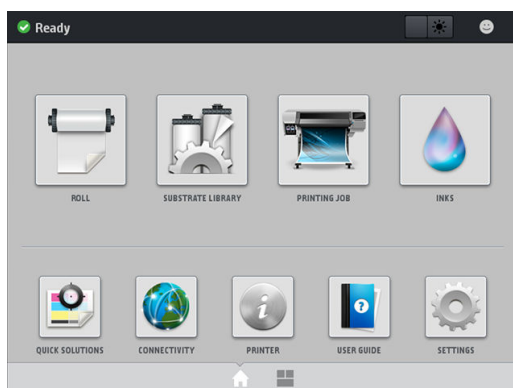 Ready
ROLL
SUBSTRATE LIBRARY
PRINTING JOB
INKS
QUICK SOLUTIONS
CONNECTIVITY
PRINTER
USER GUIDE
SETTINGS